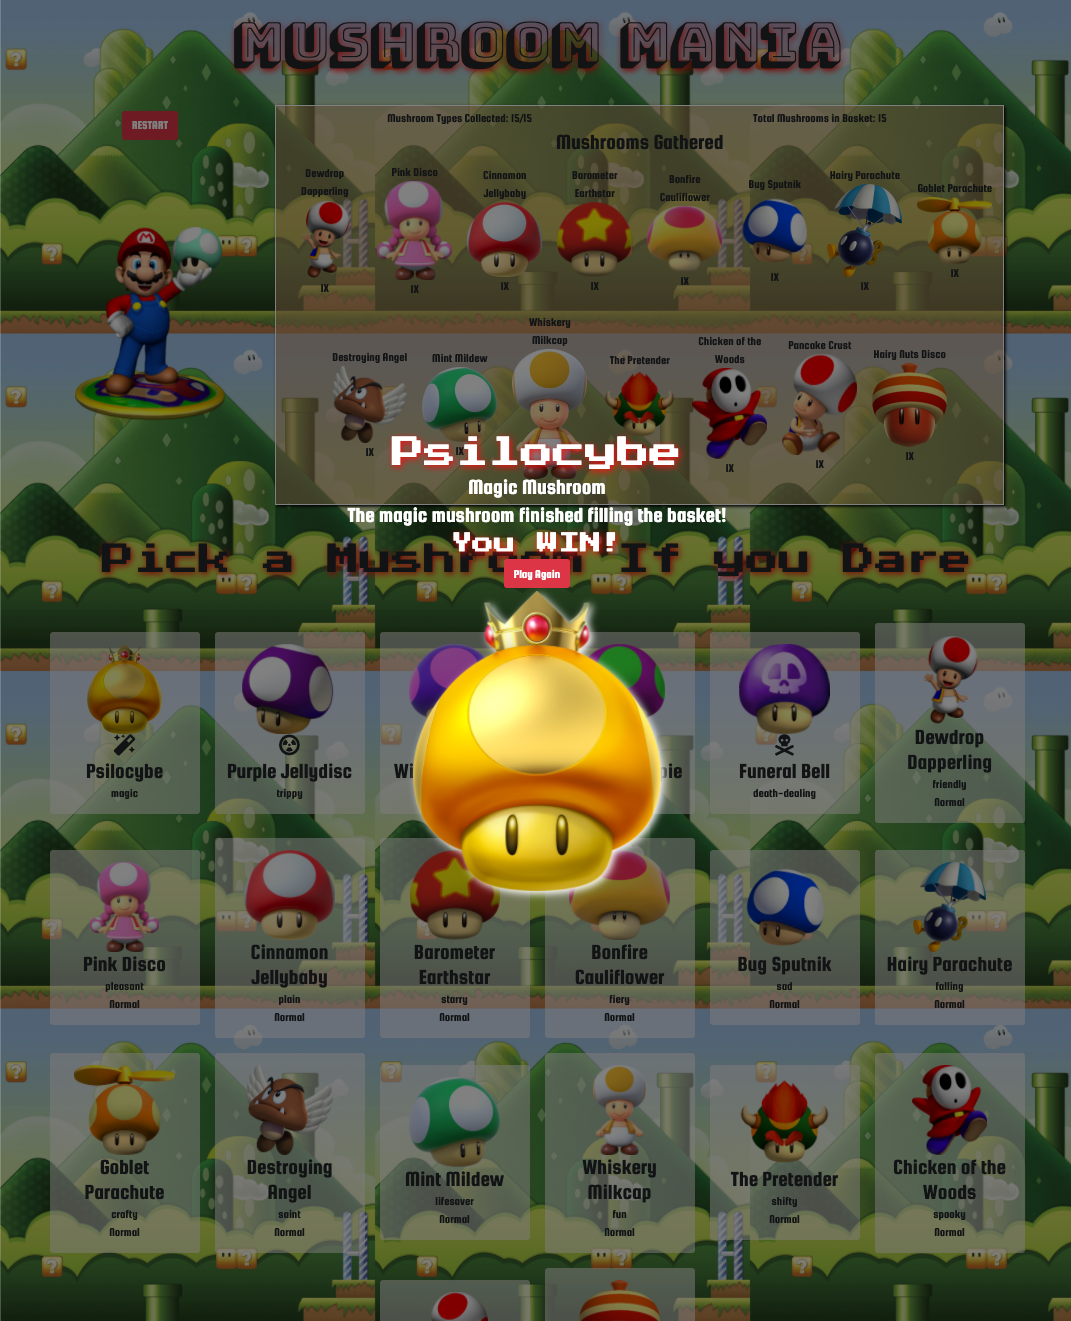 MUSHROOM MANIA
RESTART
Mushroom Types Collected: 15/15
Total Mushrooms in Basket: 15
Mushrooms Gathered
Dewdrop
Dapperling
1X
Pink Disco
1X
Cinnamon
Jellybaby
1X
Barometer
Earthstar
1X
Bonfire
Cauliflower
1X
Bug Sputnik
1X
Hairy Parachute
1X
Goblet Parachute
1X
Destroying Angel
1X
Mint Mildew
1X
Whiskery
Milkcap
The Pretender
Chicken of the
Woods
1X
Pancake Crust
1X
Hairy Nuts Disco
1X
Psilocybe
Magic Mushroom
The magic mushroom finished filling the basket!
You WIN!
Play Again
Pick a Mushroom If you Dare
Psilocybe
magic
Purple Jellydisc
trippy
Wi
bie
Funeral Bell
death-dealing
Dewdrop
Dapperling
friendly
Normal
Pink Disco
pleasant
Normal
Cinnamon
Jellybaby
plain
Normal
Barometer
Earthstar
starry
Normal
Bonfire
Cauliflower
fiery
Normal
Bug Sputnik
sad
Normal
Hairy Parachute
falling
Normal
Goblet
Parachute
crafty
Normal
Destroying
Angel
saint
Normal
Mint Mildew
lifesaver
Normal
Whiskery
Milkcap
fun
Normal
The Pretender
shifty
Normal
Chicken of the
Woods
spooky
Normal